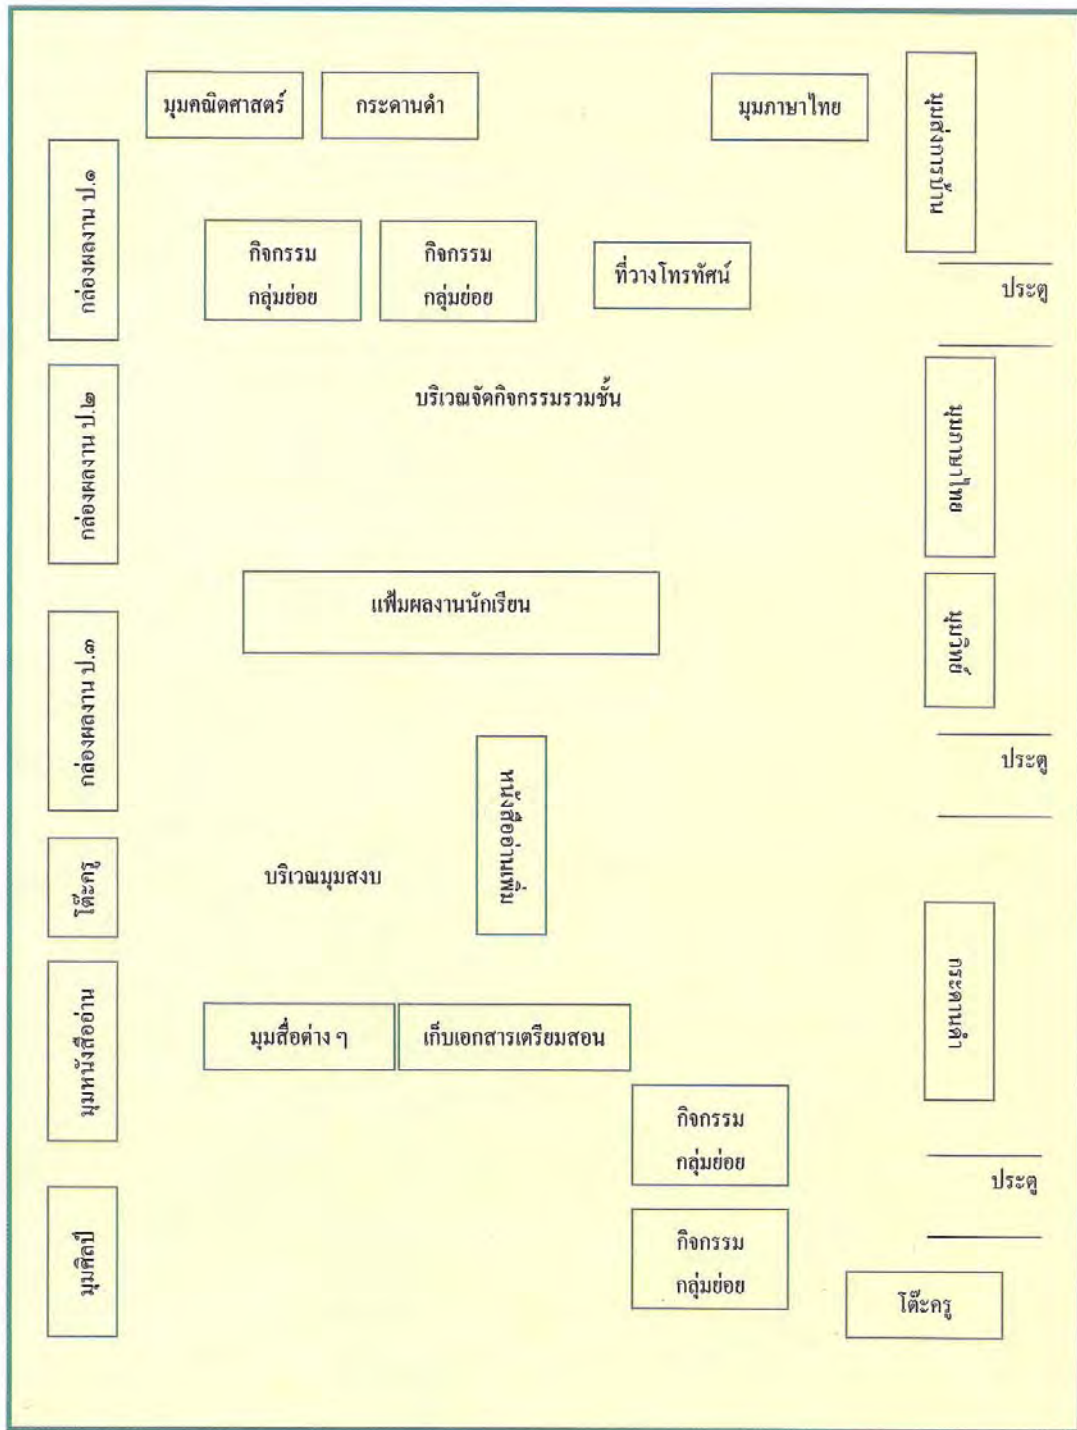 มุมคณิตศาสตร์
กระดานดำ
มุมภาษาไทย
มุมส่งการบ้าน
กล่องผลงาน ป.๑
กิจกรรม
กลุ่มย่อย
กิจกรรม
กลุ่มย่อย
ที่วางโทรทัศน์
ประตู
กล่องผลงาน ป.๒
บริเวณจัดกิจกรรมรวมชั้น
มุมภาษาไทย
แฟ้มผลงานนักเรียน
มุมวิทย์
กล่องผลงาน ป.๓
ประตู
หนังสืออ่านเพิ่ม
โต๊ะครู
บริเวณมุมสงบ
กระดานดำ
มุมหนังสืออ่าน
มุมสื่อต่าง ๆ
เก็บเอกสารเตรียมสอน
กิจกรรม
กลุ่มย่อย
ประตู
มุมศิลป์
กิจกรรม
กลุ่มย่อย
โต๊ะครู